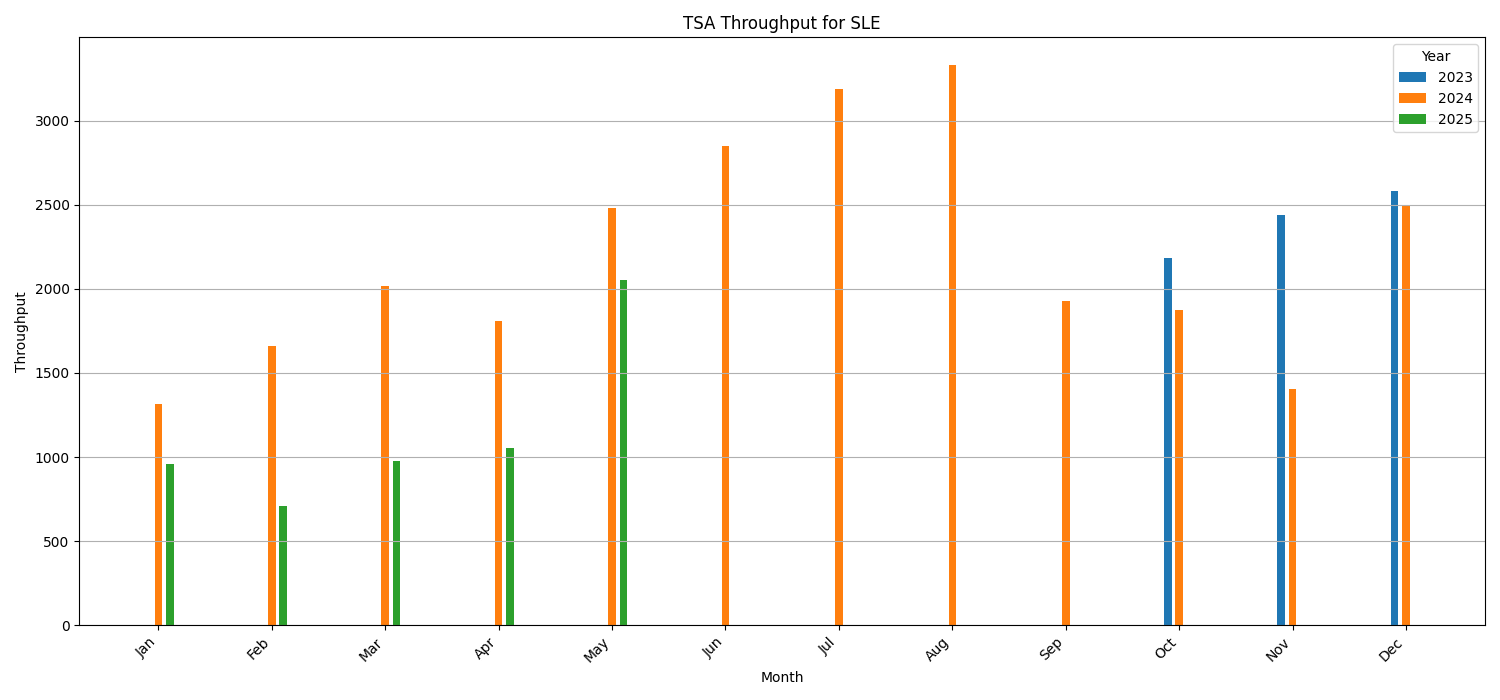 TSA Throughput for SLE
Year
2023
2024
2025
Throughput
3000
2500
2000
1500
1000
500
0
Jan
Feb
Mar
Apr
May
Jun
Jul
Aug
Sep
Oct
Nov
Dec
Month